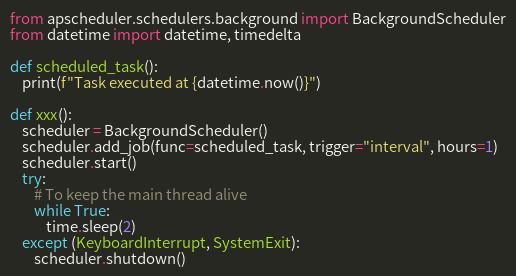 from apscheduler.schedulers.background import BackgroundScheduler
from datetime import datetime, timedelta

def scheduled_task():
    print(f"Task executed at {datetime.now()}")

def xxx():
    scheduler = BackgroundScheduler()
    scheduler.add_job(func=scheduled_task, trigger="interval", hours=1)
    scheduler.start()
    try:
        # To keep the main thread alive
        while True:
            time.sleep(2)
    except (KeyboardInterrupt, SystemExit):
        scheduler.shutdown()